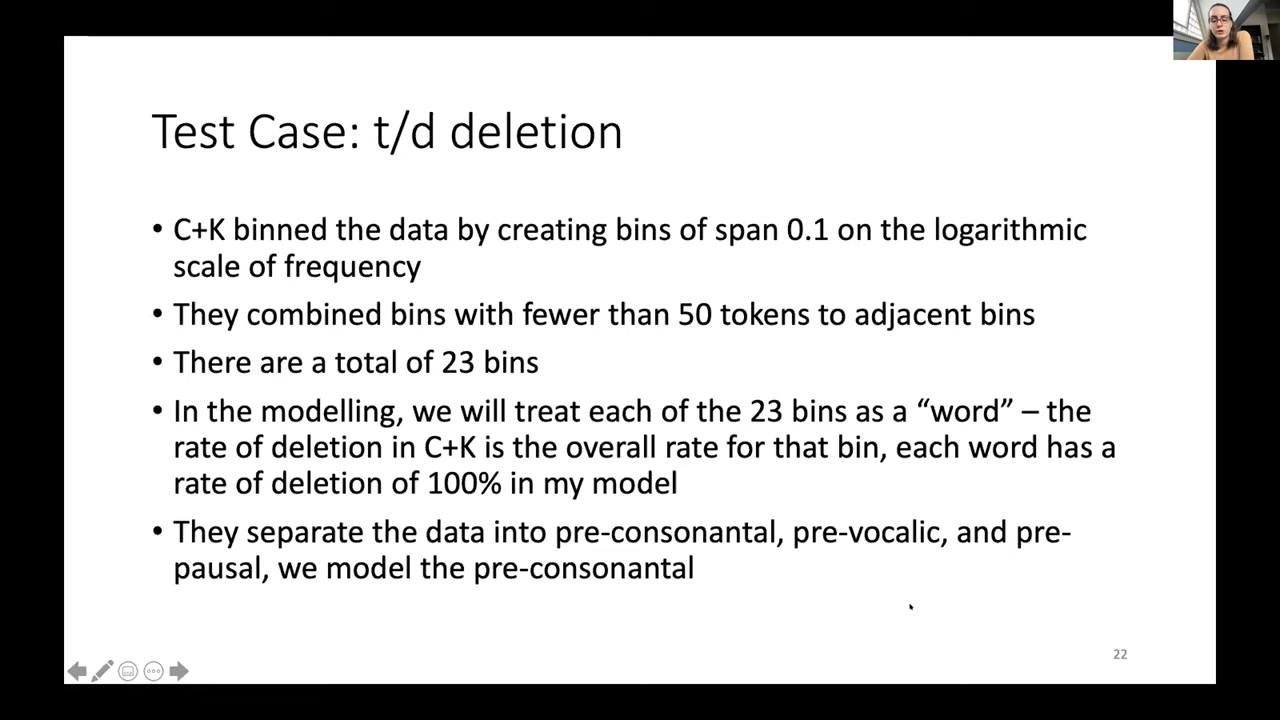 Test Case: t/d deletion
• C+K binned the data by creating bins of span 0.1 on the logarithmic
scale of frequency
• They combined bins with fewer than 50 tokens to adjacent bins
• There are a total of 23 bins
• In the modelling, we will treat each of the 23 bins as a “word” – the
rate of deletion in C+K is the overall rate for that bin, each word has a
rate of deletion of 100% in my model
• They separate the data into pre-consonantal, pre-vocalic, and pre-
pausal, we model the pre-consonantal
22